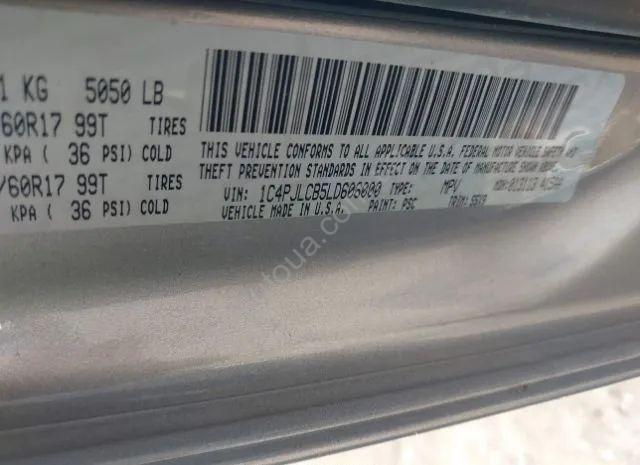 1 KG 5050 LB
/60R17 99T TIRES
KPA ( 36 PSI) COLD
/60R17 99T TIRES
KPA ( 36 PSI) COLD
THIS VEHICLE CONFORMS TO ALL APPLICABLE U.S.A. FEDERAL MOTOR VEHICLE SAFETY AND
THEFT PREVENTION STANDARDS IN EFFECT ON THE DATE OF MANUFACTURE SHOWN ABOVE.
VIN: 1C4PJLCB5LD606000 TYPE: MPV
VEHICLE MADE IN U.S.A. PAINT: PSC TRIM: